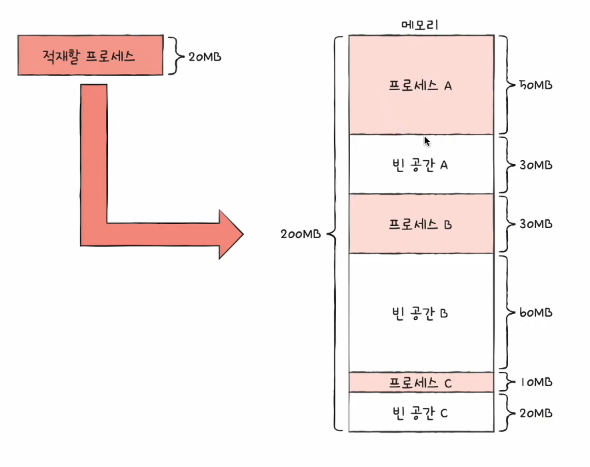 메모리
적재할 프로세스
20MB
프로세스 A
50MB
빈 공간 A
30MB
프로세스 B
30MB
200MB
빈 공간 B
60MB
프로세스 C
10MB
빈 공간 C
20MB